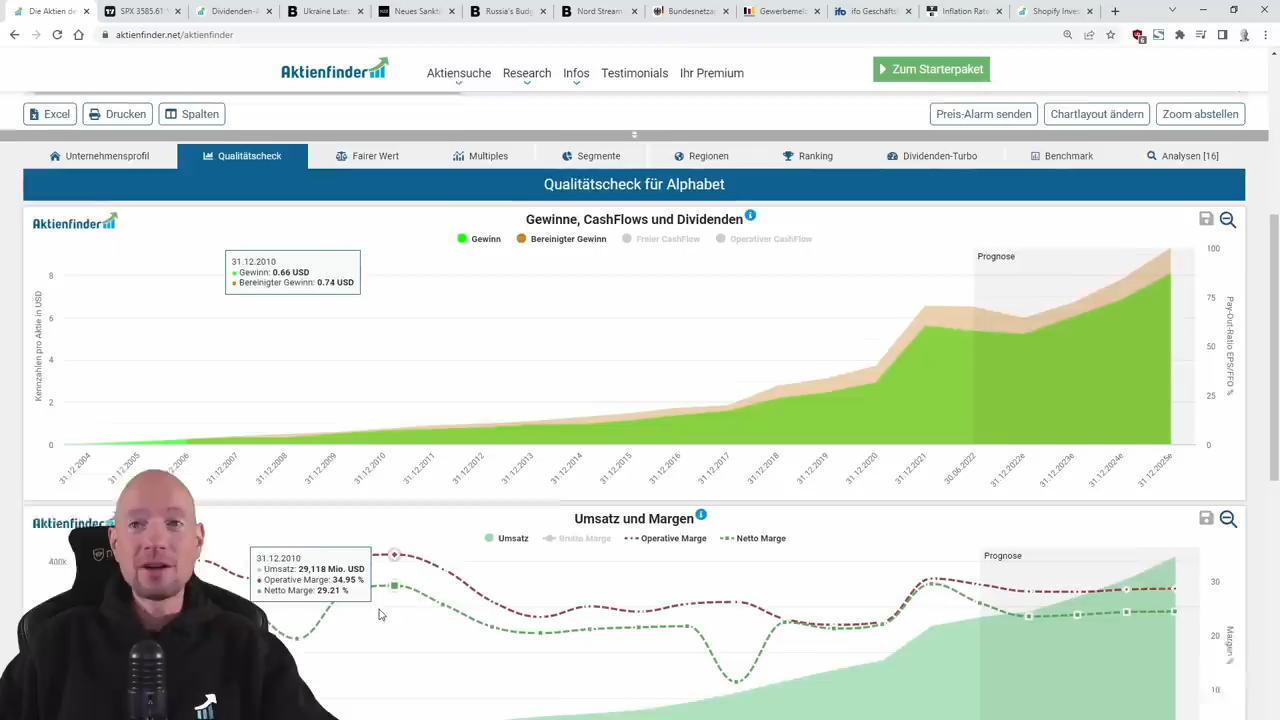 Die Aktien de
SPX 3585.61
Dividenden-A
Ukraine Lates
Neues Sankti
Russia's Budg
Nord Stream
Bundesnetza
Gewerbemel
ifo Geschäfts
Inflation Rate
Shopify Inves
aktienfinder.net/aktienfinder
Aktienfinder
Aktiensuche
Research
Infos
Testimonials
Ihr Premium
Zum Starterpaket
Excel
Drucken
Spalten
Preis-Alarm senden
Chartlayout ändern
Zoom abstellen
Unternehmensprofil
Qualitätscheck
Fairer Wert
Multiples
Segmente
Regionen
Ranking
Dividenden-Turbo
Benchmark
Analysen [16]
Qualitätscheck für Alphabet
Aktienfinder
Gewinne, CashFlows und Dividenden
Gewinn
Bereinigter Gewinn
Freier CashFlow
Operativer CashFlow
31.12.2010
Gewinn: 0.66 USD
Bereinigter Gewinn: 0.74 USD
Prognose
Kennzahlen pro Aktie in USD
8
6
4
2
0
100
75
50
25
0
Pay-Out-Ratio EPS/FFO %
31.12.2004
31.12.2005
31.12.2006
31.12.2007
31.12.2008
31.12.2009
31.12.2010
31.12.2011
31.12.2012
31.12.2013
31.12.2014
31.12.2015
31.12.2016
31.12.2017
31.12.2018
31.12.2019
31.12.2020
31.12.2021
30.06.2022
31.12.2022e
31.12.2023e
31.12.2024e
31.12.2025e
Aktienfinder
Umsatz und Margen
Umsatz
Brutto Marge
Operative Marge
Netto Marge
31.12.2010
Umsatz: 29,118 Mio. USD
Operative Marge: 34.95 %
Netto Marge: 29.21 %
Prognose
400k
30
20
10
Margen %